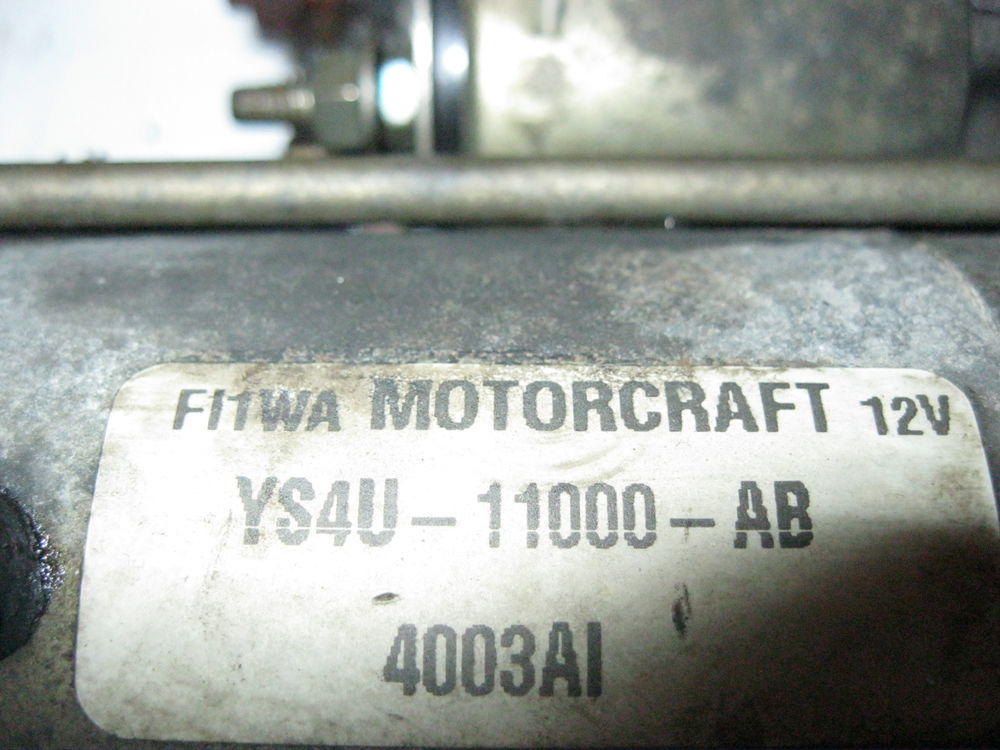 FI1WA MOTORCRAFT 12V
YS4U-11000-AB
4003AI